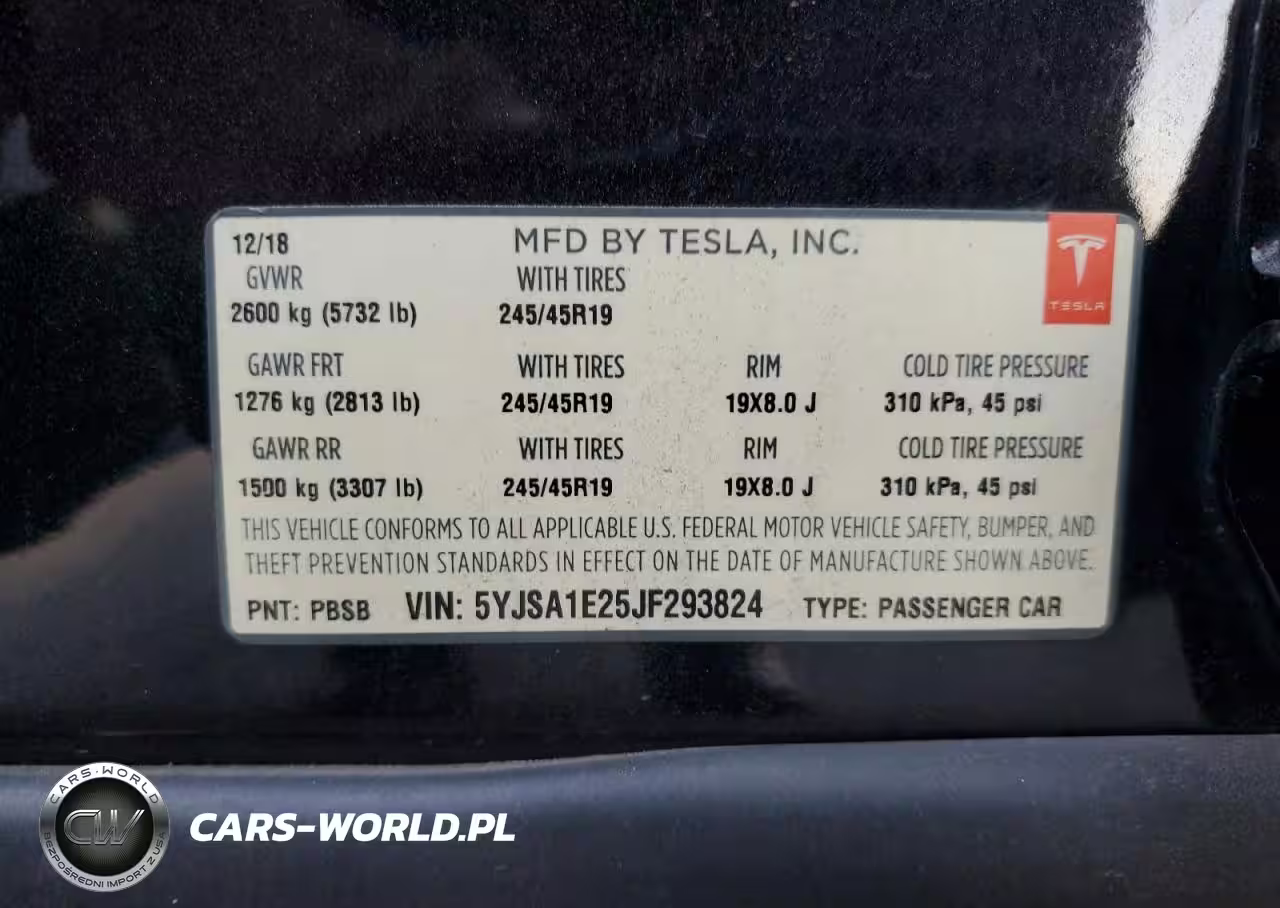 12/18 MFD BY TESLA, INC.
GVWR WITH TIRES
2600 kg (5732 lb) 245/45R19
TESLA
GAWR FRT WITH TIRES RIM COLD TIRE PRESSURE
1276 kg (2813 lb) 245/45R19 19X8.0 J 310 kPa, 45 psi
GAWR RR WITH TIRES RIM COLD TIRE PRESSURE
1500 kg (3307 lb) 245/45R19 19X8.0 J 310 kPa, 45 psi
THIS VEHICLE CONFORMS TO ALL APPLICABLE U.S. FEDERAL MOTOR VEHICLE SAFETY, BUMPER, AND
THEFT PREVENTION STANDARDS IN EFFECT ON THE DATE OF MANUFACTURE SHOWN ABOVE.
PNT: PBSB VIN: 5YJSA1E25JF293824 TYPE: PASSENGER CAR
CARS-WORLD
CW
BEZPOŚREDNI IMPORT Z USA
CARS-WORLD.PL